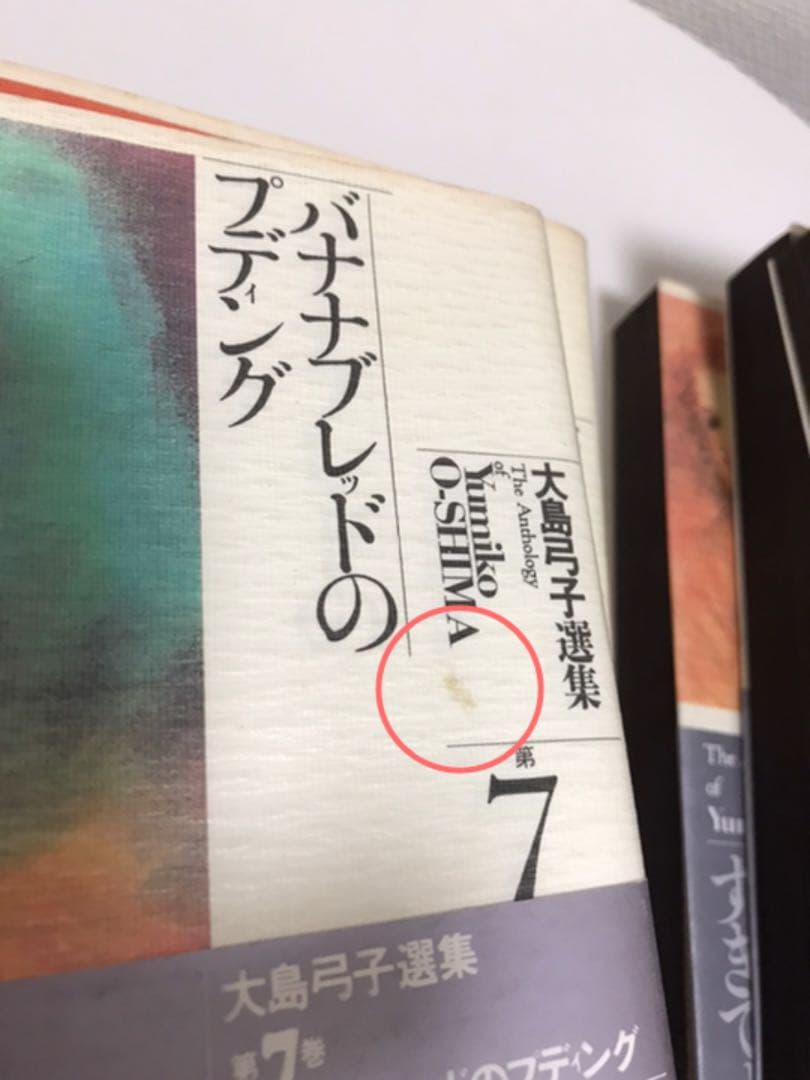 バナナブレッドの
プディング
大島弓子選集
The Anthology
of
Yumiko
O-SHIMA
第
7
大島弓子選集
第7巻
ドのプディング
The
of
すきで